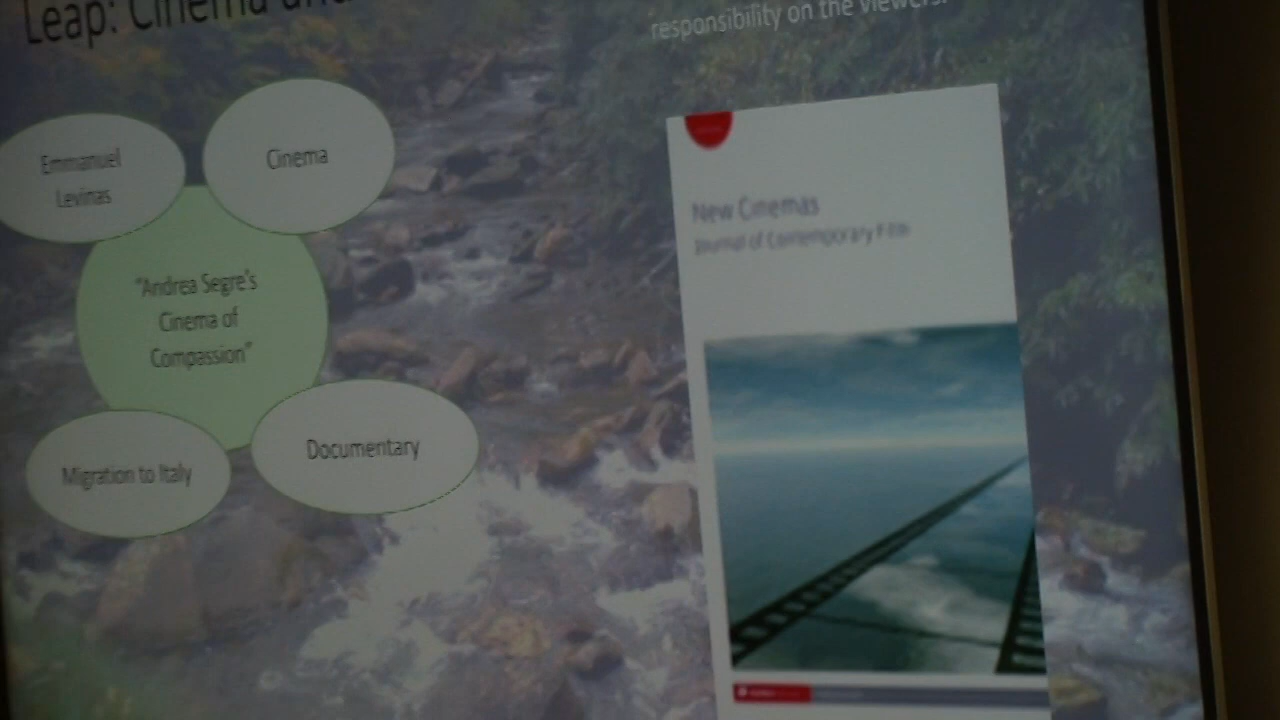 Leap: Cinema and
responsibility on the viewers.
Emmanuel
Levinas
Cinema
"Andrea Segre's
Cinema of
Compassion"
Migration to Italy
Documentary
New Cinemas
Journal of Contemporary Film